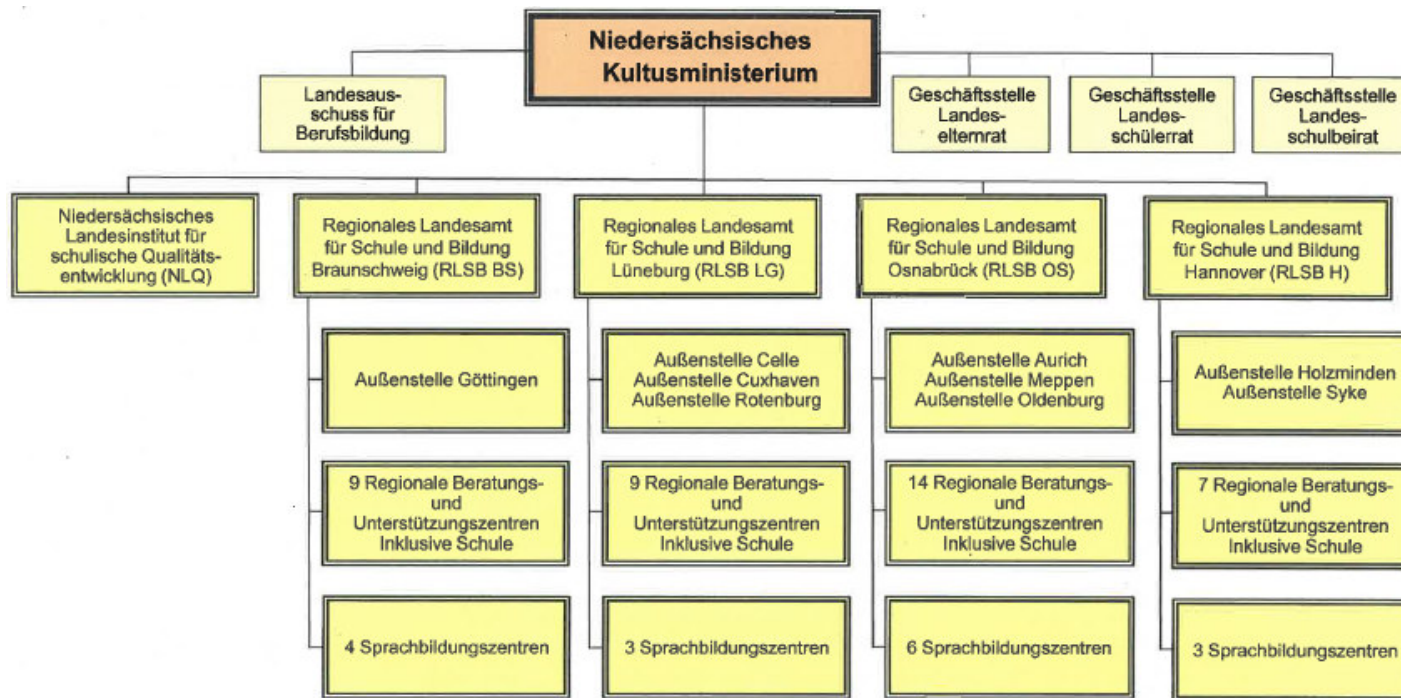 Niedersächsisches
Kultusministerium
Landesaus-
schuss für
Berufsbildung
Geschäftsstelle
Landes-
elternrat
Geschäftsstelle
Landes-
schülerrat
Geschäftsstelle
Landes-
schulbeirat
Niedersächsisches
Landesinstitut für
schulische Qualitäts-
entwicklung (NLQ)
Regionales Landesamt
für Schule und Bildung
Braunschweig (RLSB BS)
Regionales Landesamt
für Schule und Bildung
Lüneburg (RLSB LG)
Regionales Landesamt
für Schule und Bildung
Osnabrück (RLSB OS)
Regionales Landesamt
für Schule und Bildung
Hannover (RLSB H)
Außenstelle Göttingen
Außenstelle Celle
Außenstelle Cuxhaven
Außenstelle Rotenburg
Außenstelle Aurich
Außenstelle Meppen
Außenstelle Oldenburg
Außenstelle Holzminden
Außenstelle Syke
9 Regionale Beratungs-
und
Unterstützungszentren
Inklusive Schule
9 Regionale Beratungs-
und
Unterstützungszentren
Inklusive Schule
14 Regionale Beratungs-
und
Unterstützungszentren
Inklusive Schule
7 Regionale Beratungs-
und
Unterstützungszentren
Inklusive Schule
4 Sprachbildungszentren
3 Sprachbildungszentren
6 Sprachbildungszentren
3 Sprachbildungszentren